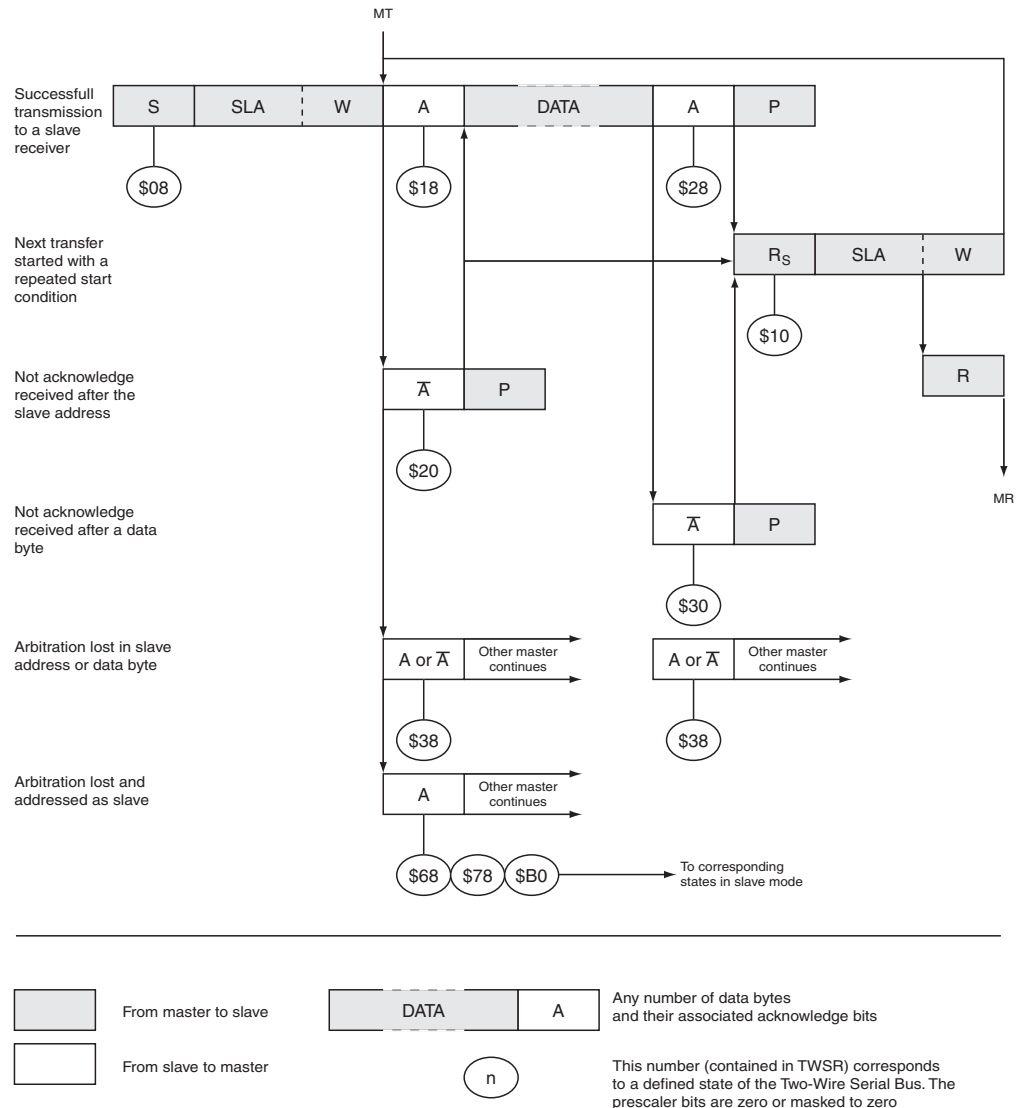 MT
Successfull
transmission
to a slave
receiver
S SLA W A DATA A P
$08 $18 $28
Next transfer
started with a
repeated start
condition
RS SLA W
$10
Not acknowledge
received after the
slave address
A̅ P
R
$20
MR
Not acknowledge
received after a data
byte
A̅ P
$30
Arbitration lost in slave
address or data byte
A or A̅ Other master
continues
A or A̅ Other master
continues
$38 $38
Arbitration lost and
addressed as slave
A Other master
continues
$68 $78 $B0
To corresponding
states in slave mode
From master to slave
DATA A
Any number of data bytes
and their associated acknowledge bits
From slave to master
n
This number (contained in TWSR) corresponds
to a defined state of the Two-Wire Serial Bus. The
prescaler bits are zero or masked to zero